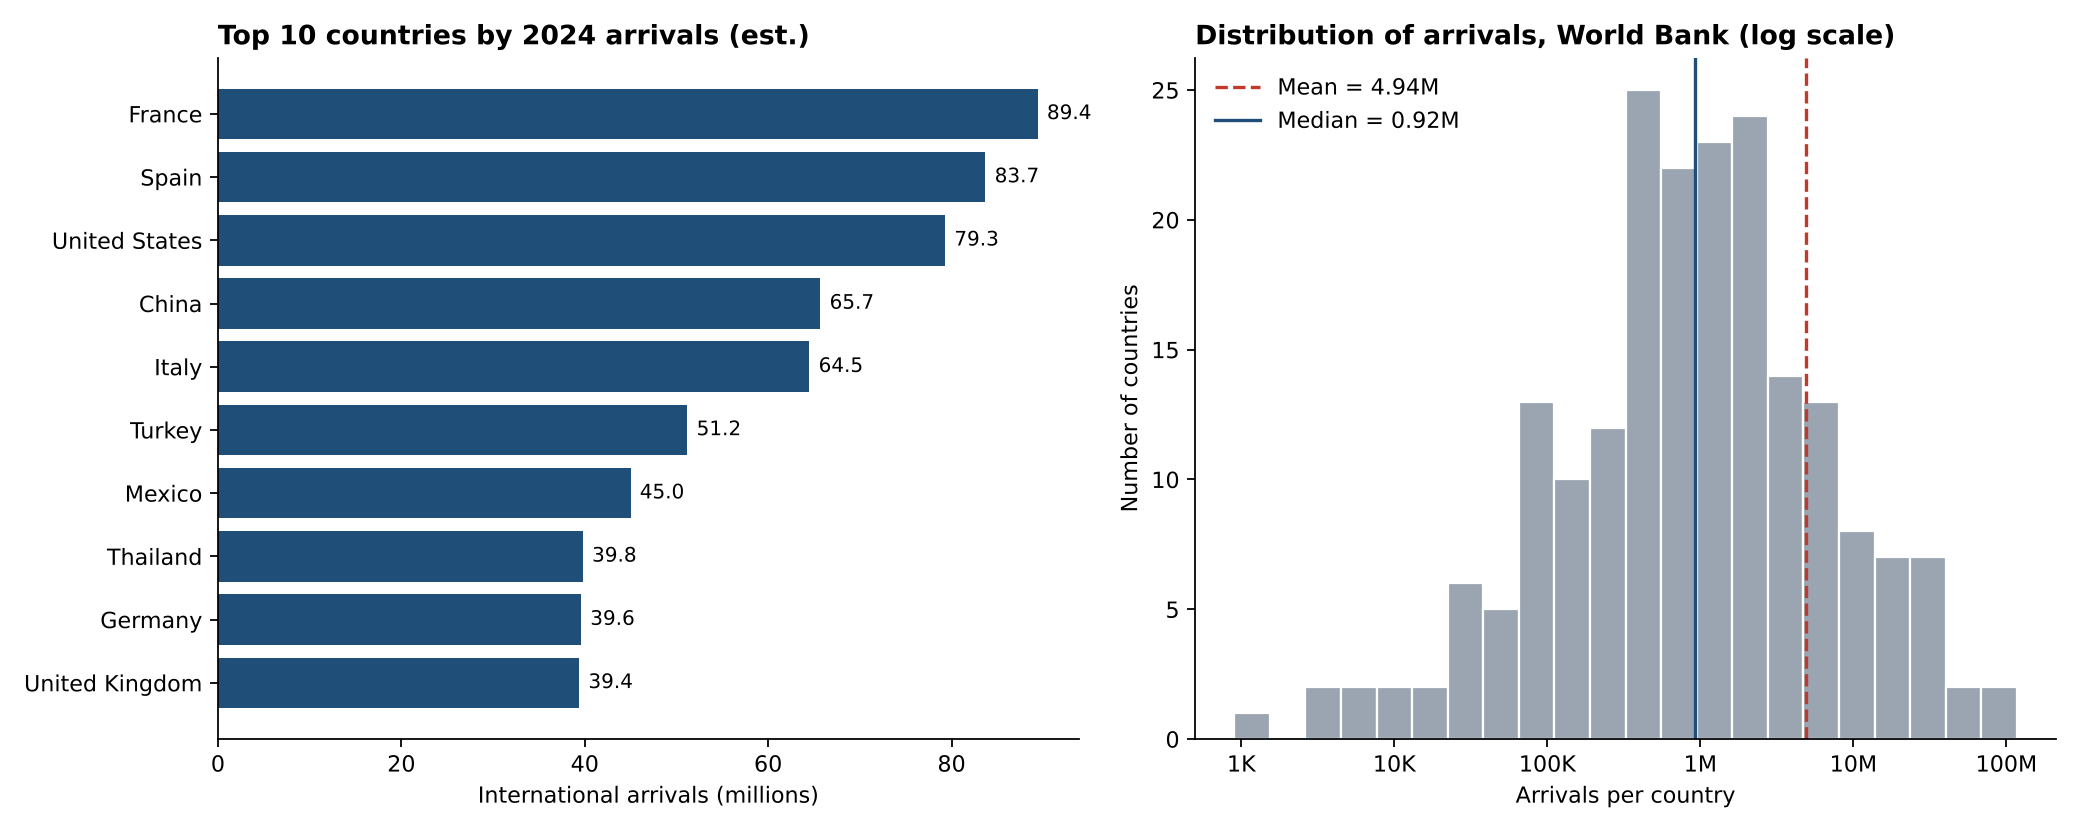 Top 10 countries by 2024 arrivals (est.)
France
89.4
Spain
83.7
United States
79.3
China
65.7
Italy
64.5
Turkey
51.2
Mexico
45.0
Thailand
39.8
Germany
39.6
United Kingdom
39.4
0 20 40 60 80
International arrivals (millions)
Distribution of arrivals, World Bank (log scale)
Mean = 4.94M
Median = 0.92M
25
20
15
10
5
0
Number of countries
1K 10K 100K 1M 10M 100M
Arrivals per country